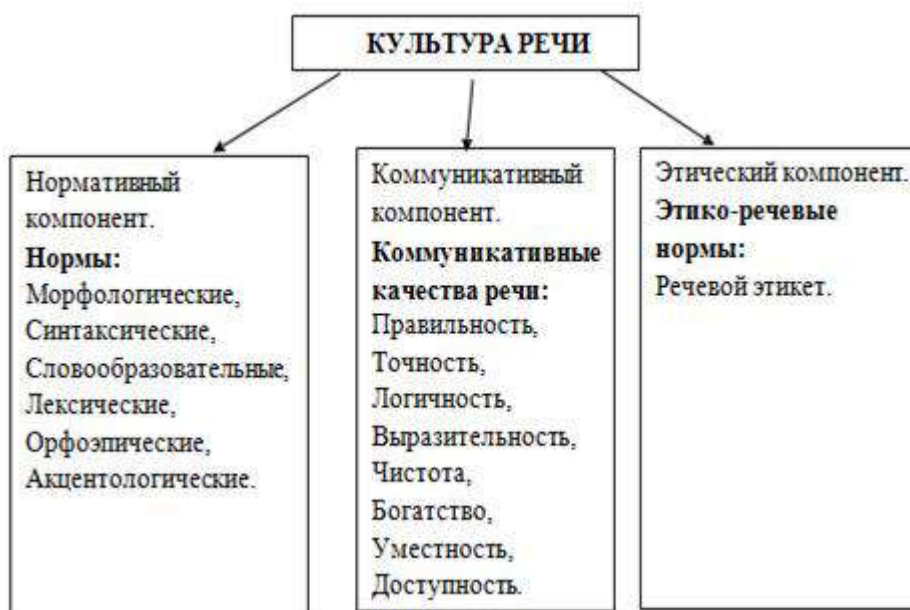 КУЛЬТУРА РЕЧИ
Нормативный
компонент.
Нормы:
Морфологические,
Синтаксические,
Словообразовательные,
Лексические,
Орфоэпические,
Акцентологические.
Коммуникативный
компонент.
Коммуникативные
качества речи:
Правильность,
Точность,
Логичность,
Выразительность,
Чистота,
Богатство,
Уместность,
Доступность.
Этический компонент.
Этико-речевые
нормы:
Речевой этикет.